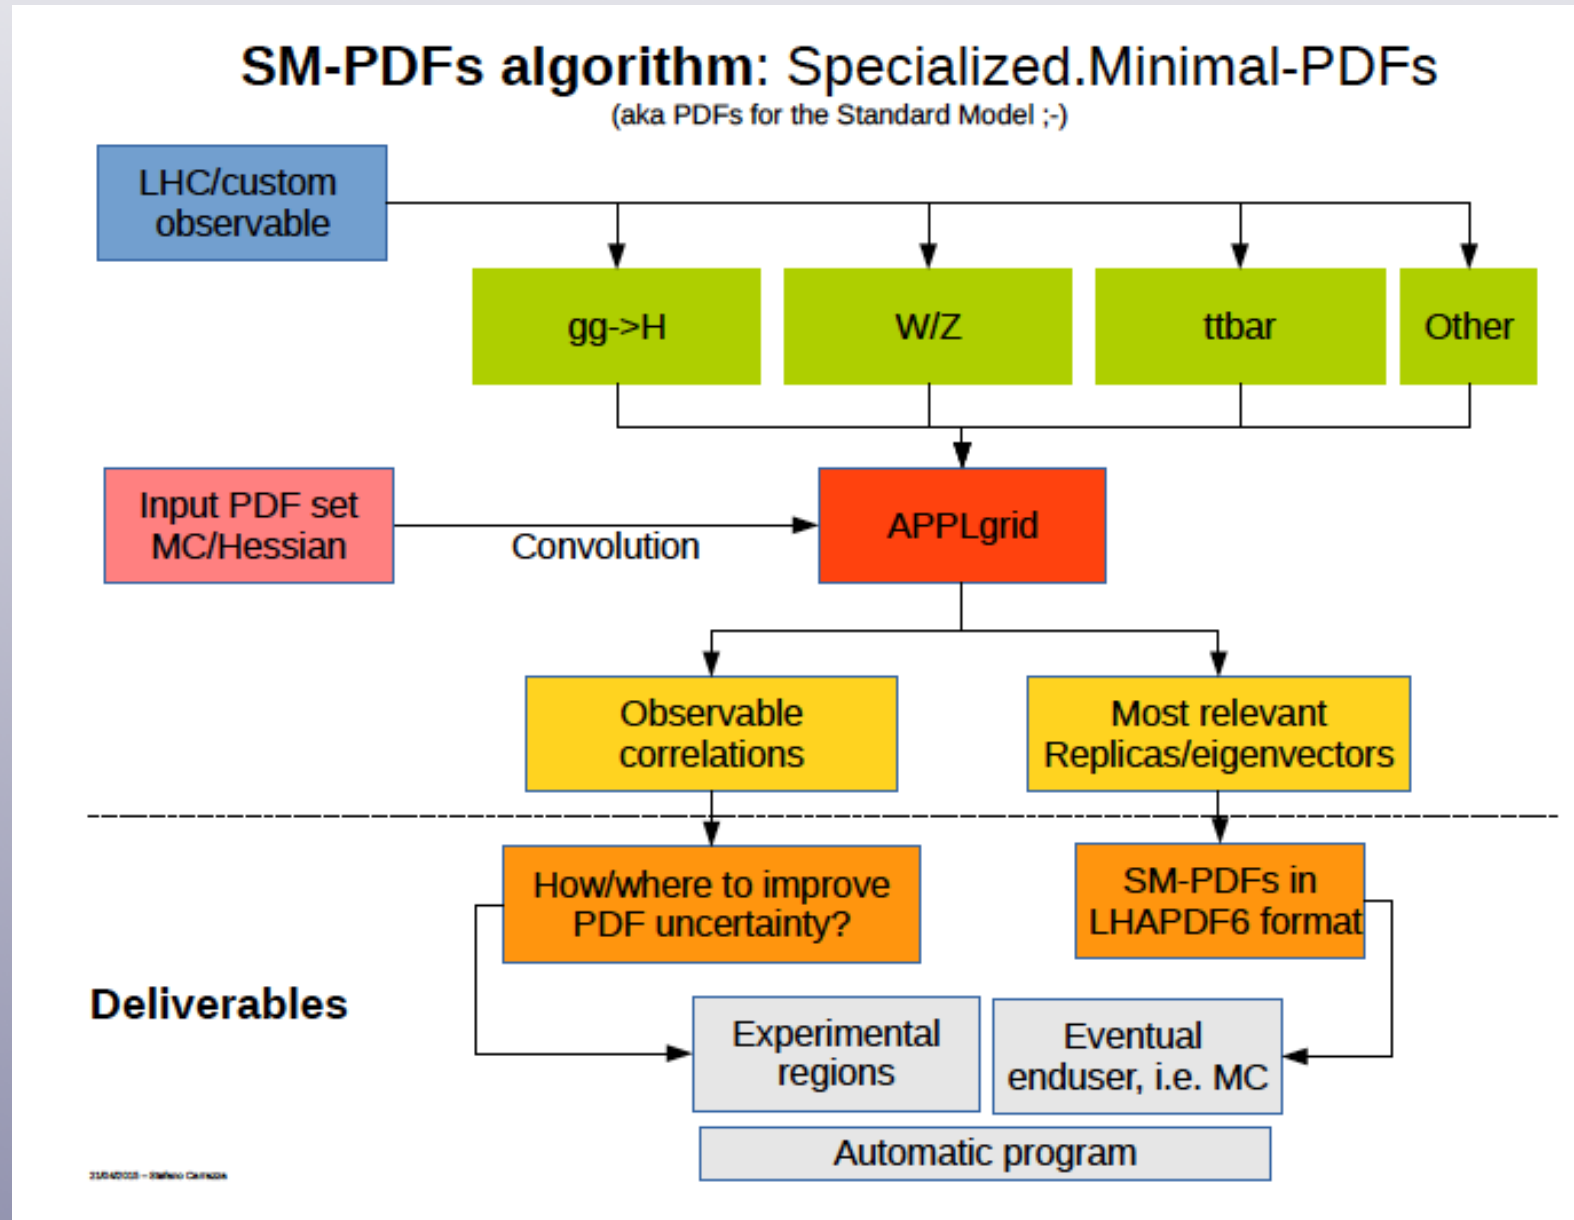 SM-PDFs algorithm: Specialized.Minimal-PDFs
(aka PDFs for the Standard Model ;-)
LHC/custom
observable
gg->H
W/Z
ttbar
Other
Input PDF set
MC/Hessian
Convolution
APPLgrid
Observable
correlations
Most relevant
Replicas/eigenvectors
How/where to improve
PDF uncertainty?
SM-PDFs in
LHAPDF6 format
Deliverables
Experimental
regions
Eventual
enduser, i.e. MC
Automatic program
– Stefano Carrazza